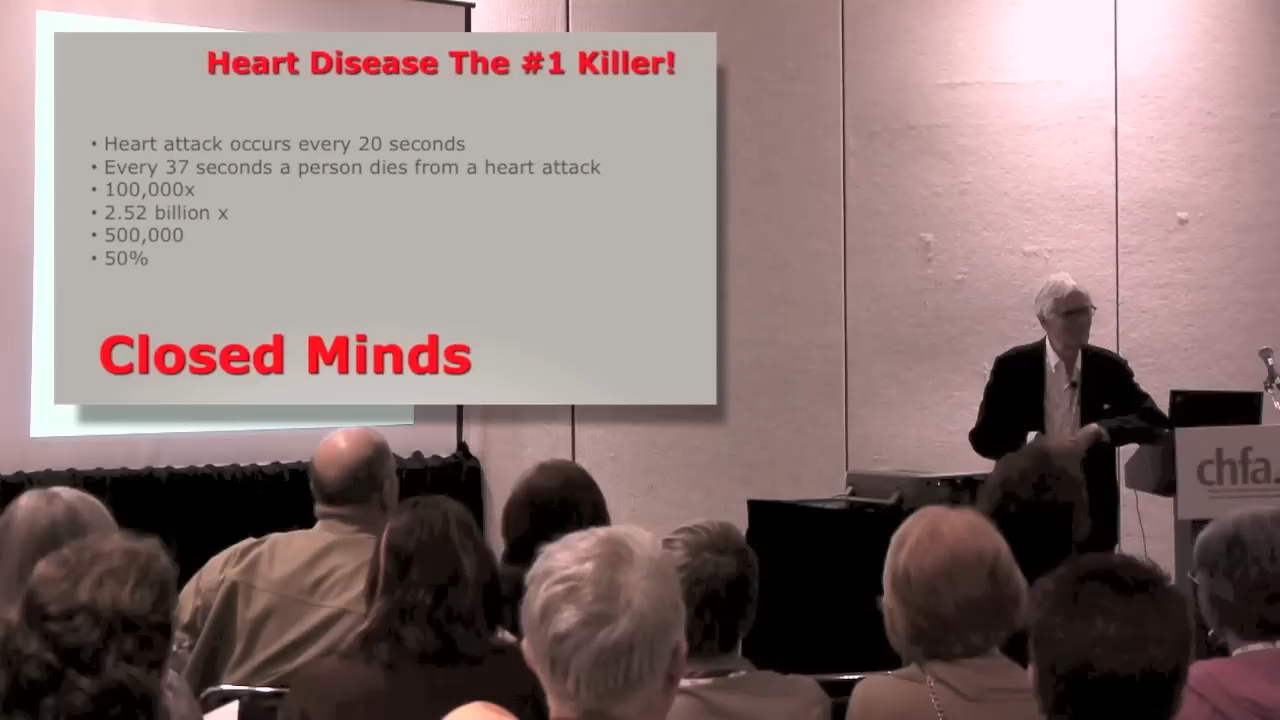 Heart Disease The #1 Killer!
• Heart attack occurs every 20 seconds
• Every 37 seconds a person dies from a heart attack
• 100,000x
• 2.52 billion x
• 500,000
• 50%
Closed Minds
chfa.